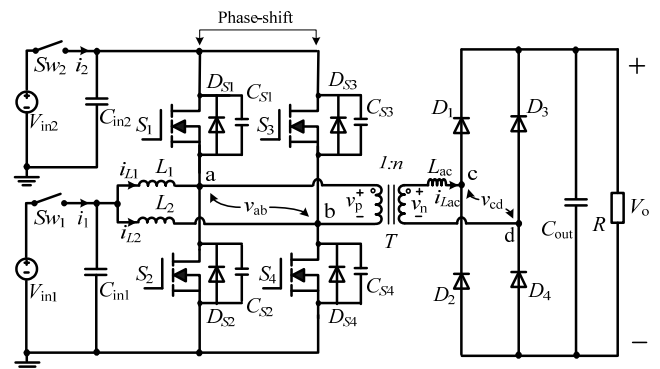 Phase-shift
Sw2 i2
DS1 CS1 DS3 CS3
Vin2 Cin2 S1 S3 D1 D3 +
1:n
iL1 L1 a Lac c
Sw1 i1 L2 vab b vp + − vn + − iLac vcd
iL2 T d Cout R Vo
Vin1 Cin1 S2 CS2 S4 CS4 D2 D4
DS2 DS4 −